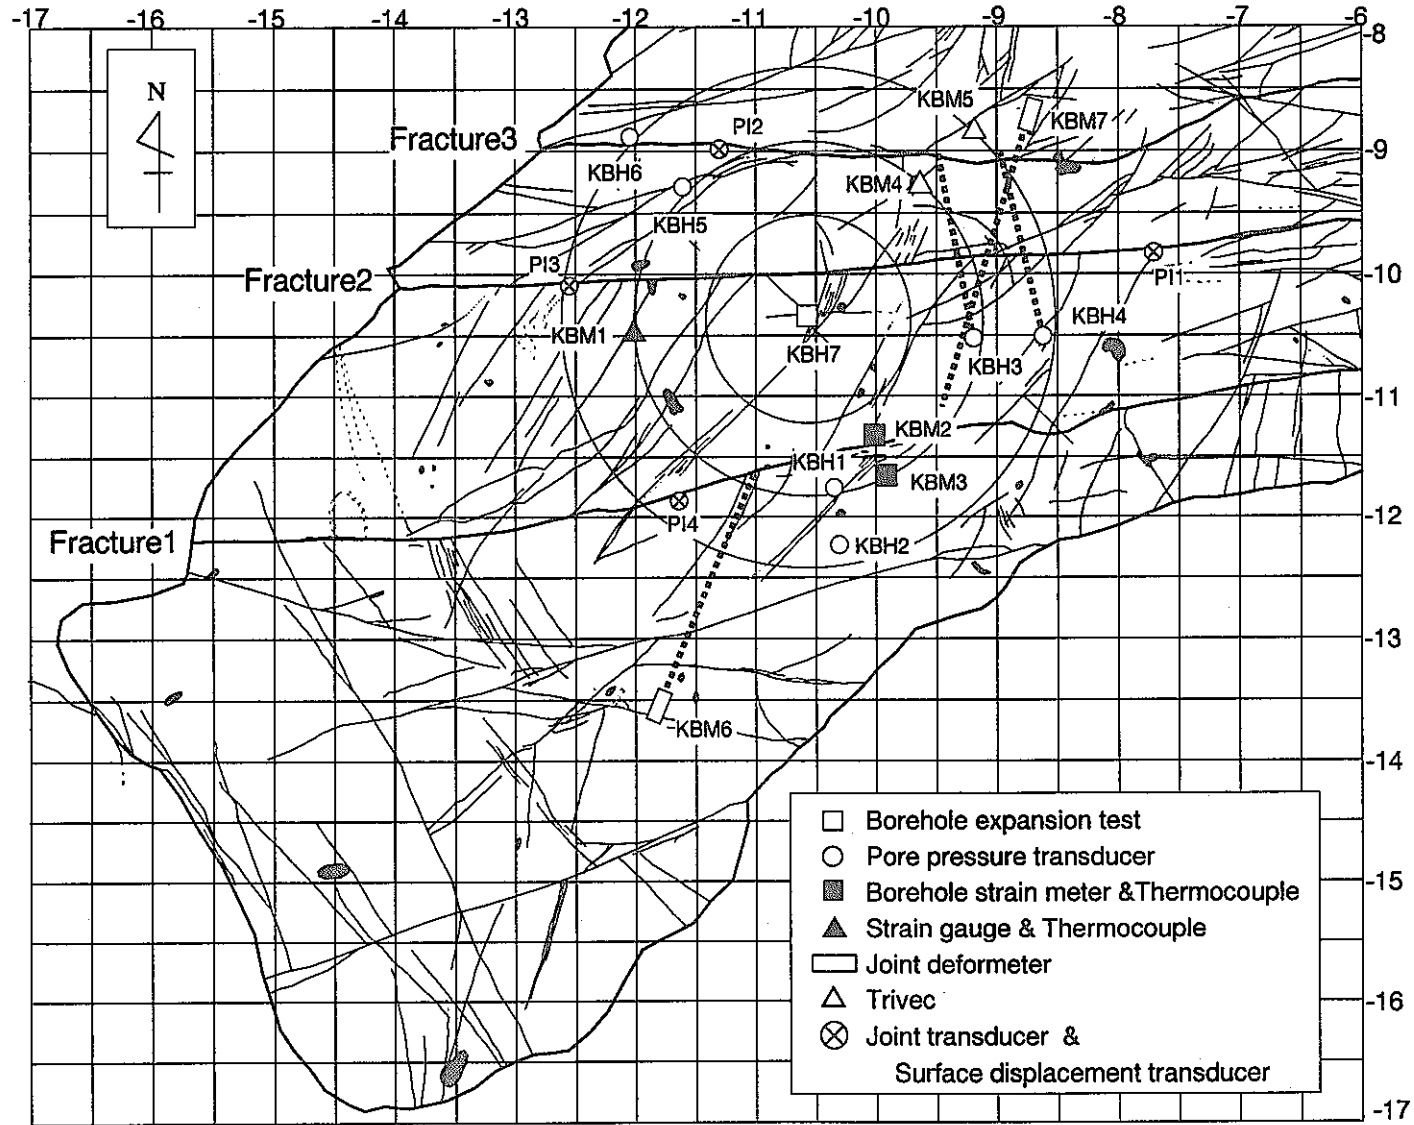 -17 -16 -15 -14 -13 -12 -11 -10 -9 -8 -7 -6
-8
N
KBM5
KBM7
PI2
Fracture3
-9
KBH6
KBM4
KBH5
PI3
Fracture2
-10
PI1
KBM1
KBH4
KBH7
KBH3
-11
KBM2
KBH1
KBM3
PI4
-12
Fracture1
KBH2
-13
KBM6
-14
Borehole expansion test
Pore pressure transducer
Borehole strain meter &Thermocouple
-15
Strain gauge & Thermocouple
Joint deformeter
Trivec
-16
Joint transducer &
Surface displacement transducer
-17